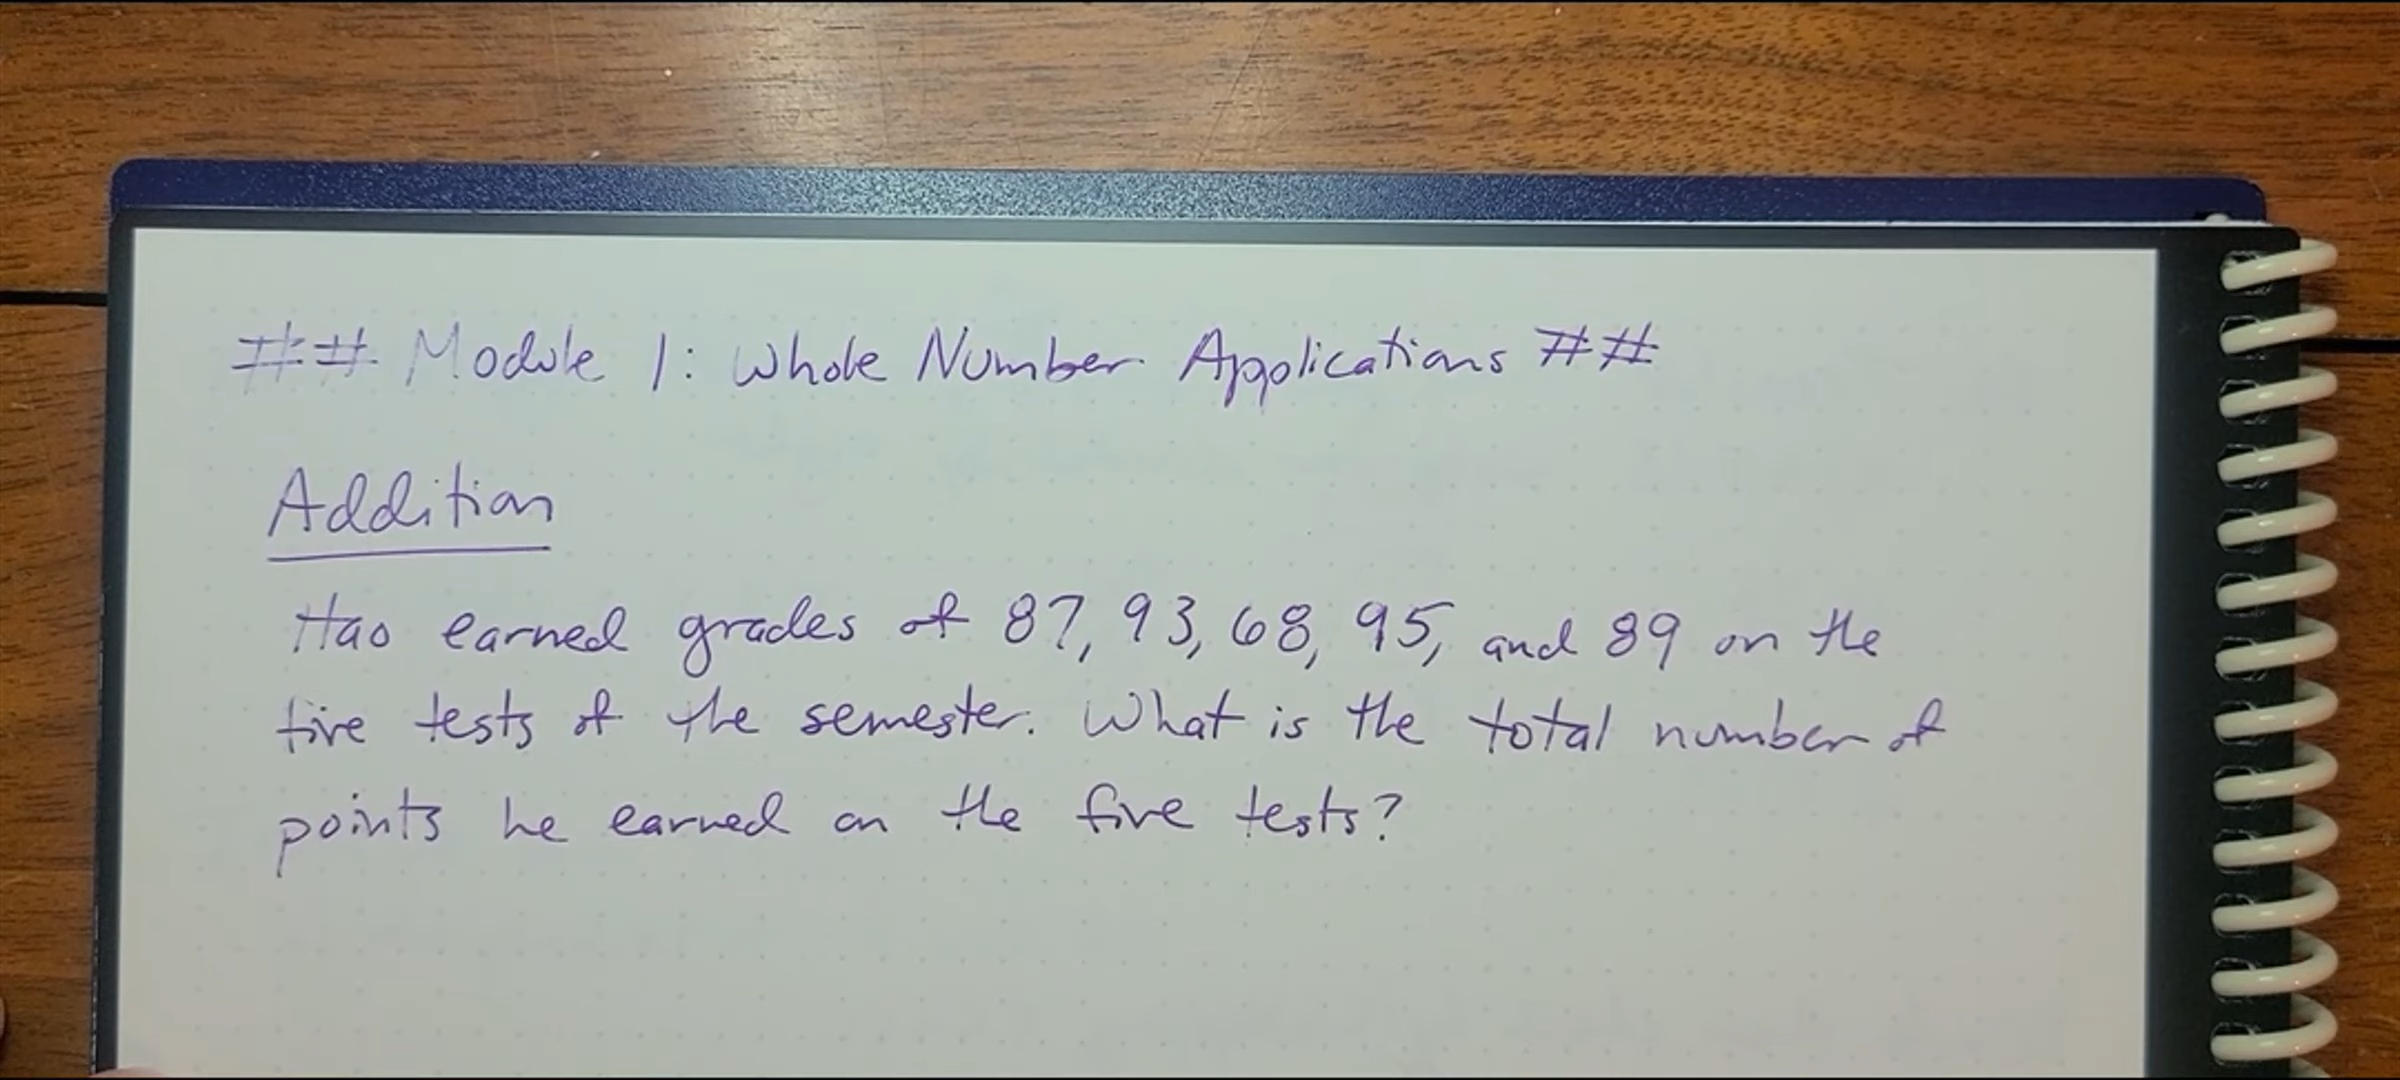 ## Module 1: Whole Number Applications ##
Addition
Hao earned grades of 87, 93, 68, 95, and 89 on the
five tests of the semester. What is the total number of
points he earned on the five tests?